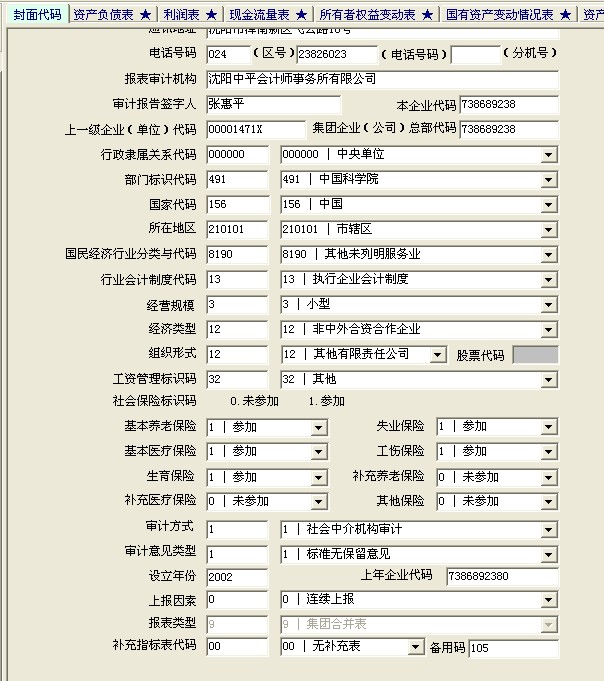 封面代码 资产负债表 ★ 利润表 ★ 现金流量表 ★ 所有者权益变动表 ★ 国有资产变动情况表 ★ 资产
电话号码 024 (区号) 23826023 (电话号码) (分机号)
报表审计机构 沈阳中平会计师事务所有限公司
审计报告签字人 张惠平 本企业代码 738689238
上一级企业(单位)代码 00001471X 集团企业(公司)总部代码 738689238
行政隶属关系代码 000000 000000 | 中央单位
部门标识代码 491 491 | 中国科学院
国家代码 156 156 | 中国
所在地区 210101 210101 | 市辖区
国民经济行业分类与代码 8190 8190 | 其他未列明服务业
行业会计制度代码 13 13 | 执行企业会计制度
经营规模 3 3 | 小型
经济类型 12 12 | 非中外合资合作企业
组织形式 12 12 | 其他有限责任公司 股票代码
工资管理标识码 32 32 | 其他
社会保险标识码 0.未参加 1.参加
基本养老保险 1 | 参加 失业保险 1 | 参加
基本医疗保险 1 | 参加 工伤保险 1 | 参加
生育保险 1 | 参加 补充养老保险 0 | 未参加
补充医疗保险 0 | 未参加 其他保险 0 | 未参加
审计方式 1 1 | 社会中介机构审计
审计意见类型 1 1 | 标准无保留意见
设立年份 2002 上年企业代码 7386892380
上报因素 0 0 | 连续上报
报表类型 9 9 | 集团合并表
补充指标表代码 00 00 | 无补充表 备用码 105